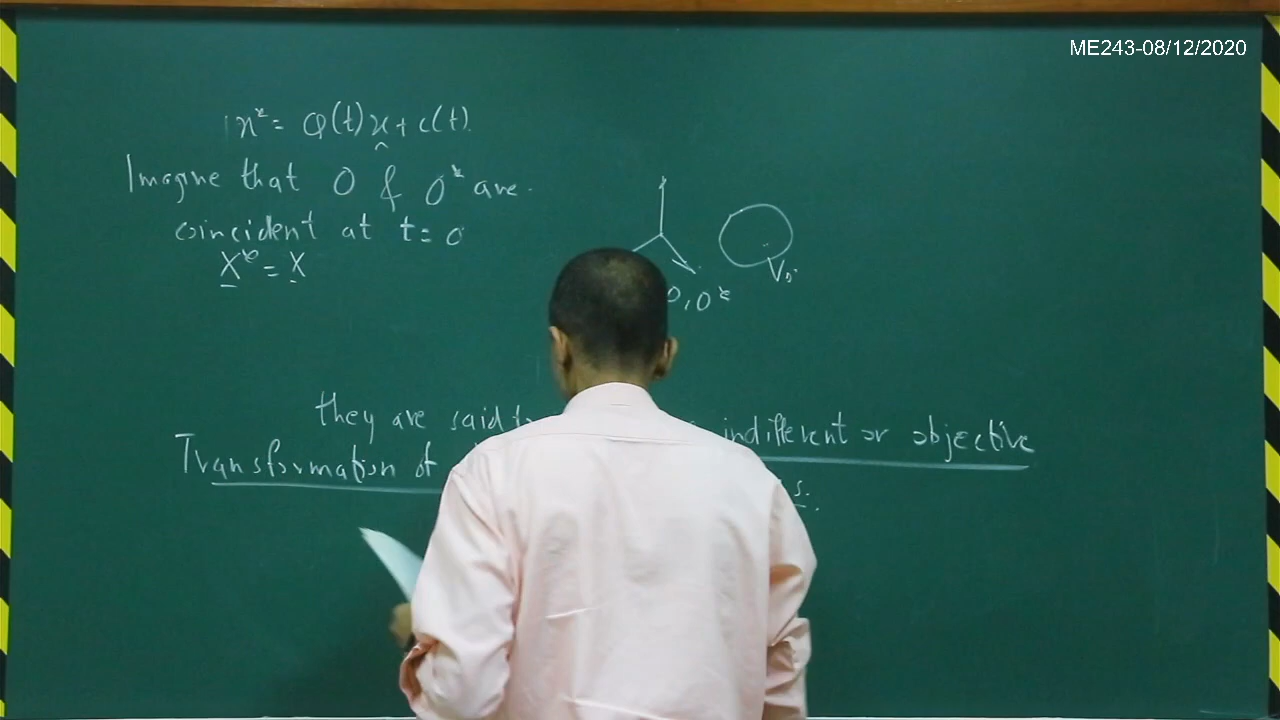 ME243-08/12/2020
x* = Q(t)x + c(t).
Imagine that O & O* are
coincident at t = 0
X* = X
O, O*
V₀
they are said indifferent or objective
Transformation of